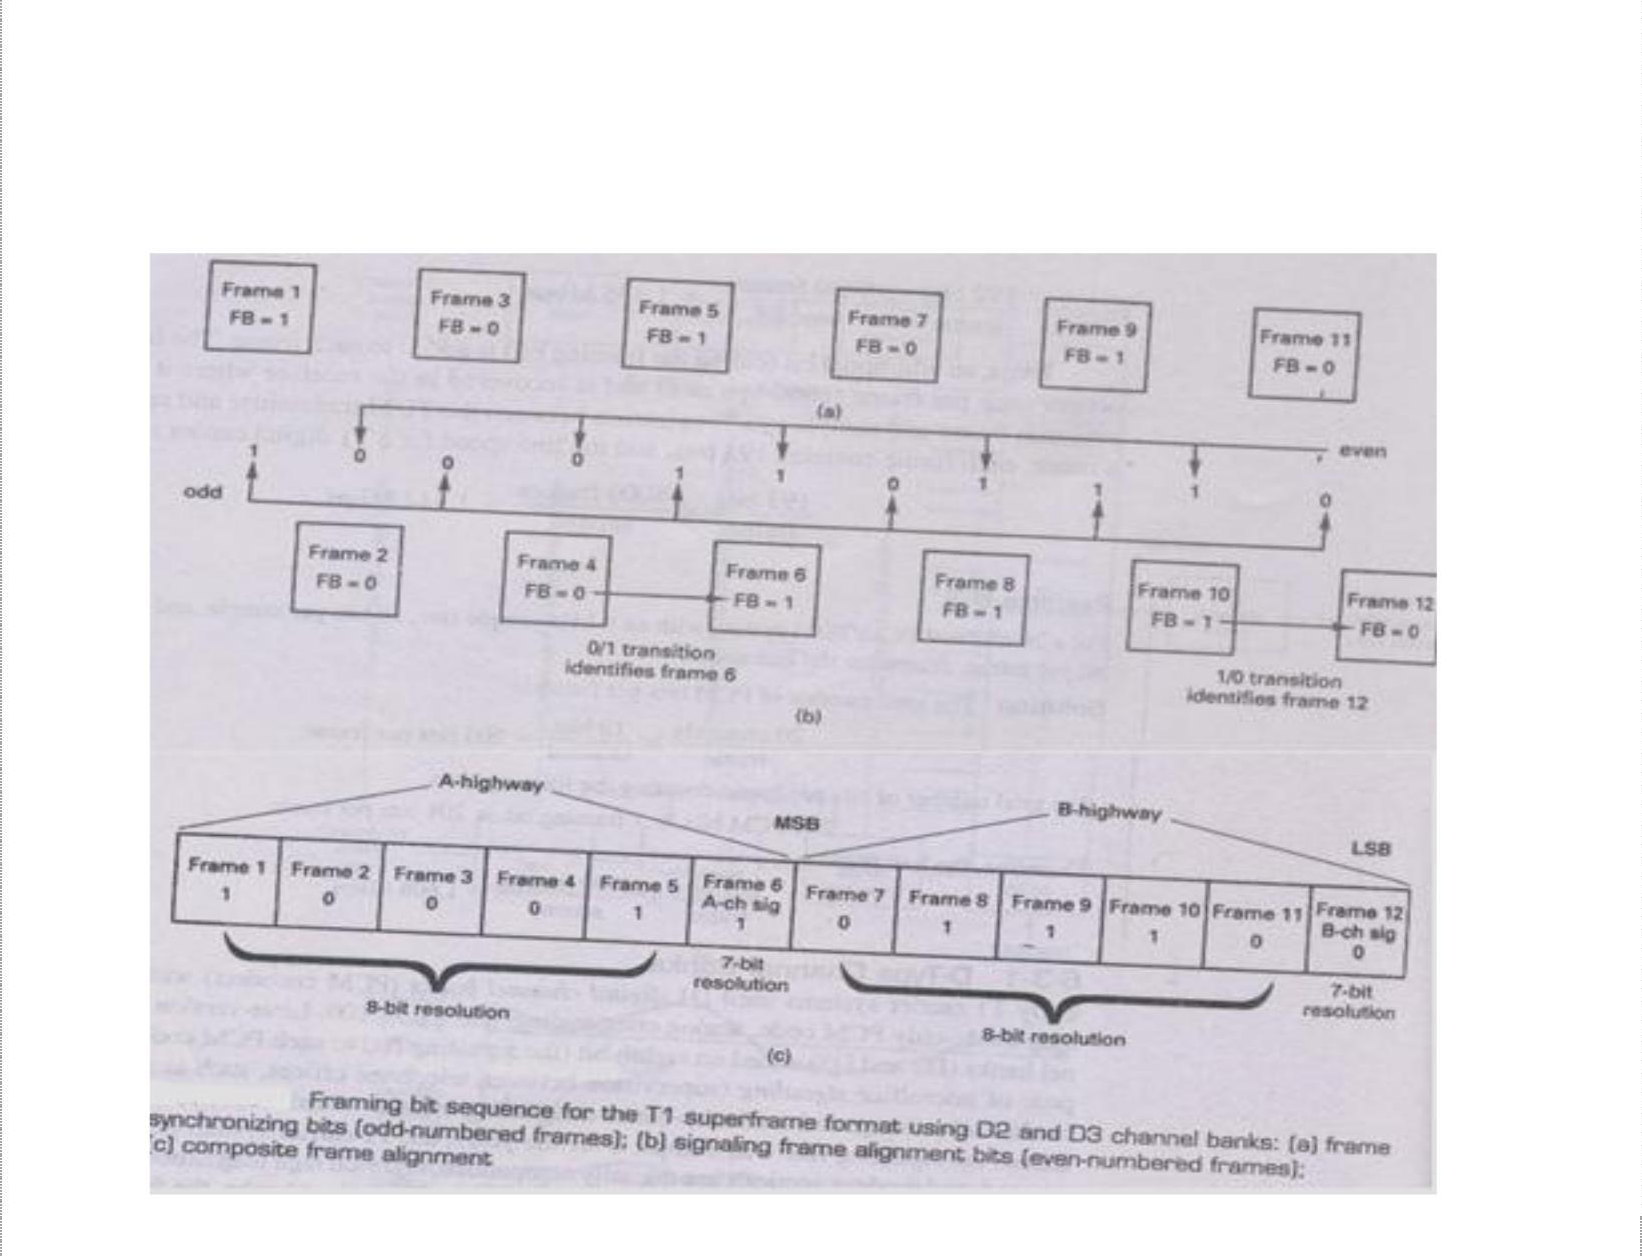 Frame 1
FB = 1
Frame 3
FB = 0
Frame 5
FB = 1
Frame 7
FB = 0
Frame 9
FB = 1
Frame 11
FB = 0
(a)
even
1 0 0 0 1 1 0 1 1 1 0
odd
Frame 2
FB = 0
Frame 4
FB = 0
Frame 6
FB = 1
Frame 8
FB = 1
Frame 10
FB = 1
Frame 12
FB = 0
0/1 transition
identifies frame 6
1/0 transition
identifies frame 12
(b)
A-highway
MSB
B-highway
LSB
Frame 1
1
Frame 2
0
Frame 3
0
Frame 4
0
Frame 5
1
Frame 6
A-ch sig
1
Frame 7
0
Frame 8
1
Frame 9
1
Frame 10
1
Frame 11
0
Frame 12
B-ch sig
0
8-bit resolution
7-bit
resolution
8-bit resolution
7-bit
resolution
(c)
Framing bit sequence for the T1 superframe format using D2 and D3 channel banks: (a) frame
synchronizing bits (odd-numbered frames); (b) signaling frame alignment bits (even-numbered frames);
(c) composite frame alignment